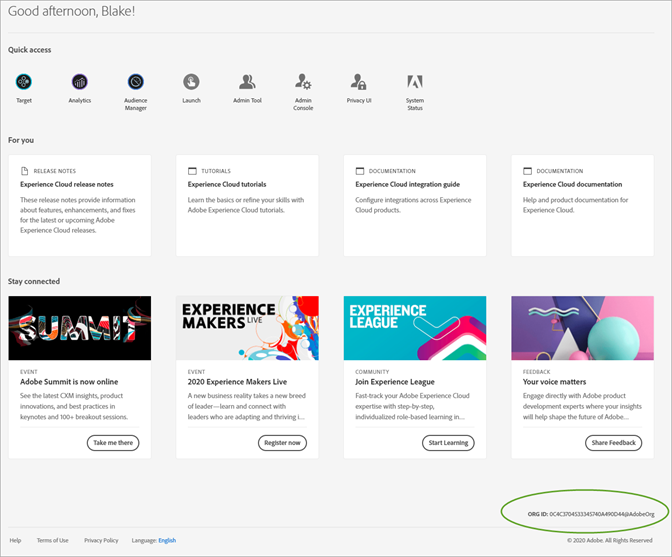 Good afternoon, Blake!
Quick access
Target
Analytics
Audience
Manager
Launch
Admin Tool
Admin
Console
Privacy UI
System
Status
For you
RELEASE NOTES
Experience Cloud release notes
These release notes provide information
about features, enhancements, and fixes
for the latest or upcoming Adobe
Experience Cloud releases.
TUTORIALS
Experience Cloud tutorials
Learn the basics or refine your skills with
Adobe Experience Cloud tutorials.
DOCUMENTATION
Experience Cloud integration guide
Configure integrations across Experience
Cloud products.
DOCUMENTATION
Experience Cloud documentation
Help and product documentation for
Experience Cloud.
Stay connected
SUMMIT
EVENT
Adobe Summit is now online
See the latest CXM insights, product
innovations, and best practices in
keynotes and 100+ breakout sessions.
Take me there
EXPERIENCE
MAKERS LIVE
EVENT
2020 Experience Makers Live
A new business reality takes a new breed
of leader—learn and connect with
leaders who are adapting and thriving i...
Register now
EXPERIENCE
LEAGUE
COMMUNITY
Join Experience League
Fast-track your Adobe Experience Cloud
expertise with step-by-step,
individualized role-based learning in...
Start Learning
FEEDBACK
Your voice matters
Engage directly with Adobe product
development experts where your insights
will help shape the future of Adobe...
Share Feedback
ORG ID: 0C4C3704533345740A490D44@AdobeOrg
Help
Terms of Use
Privacy Policy
Language: English
© 2020 Adobe. All Rights Reserved